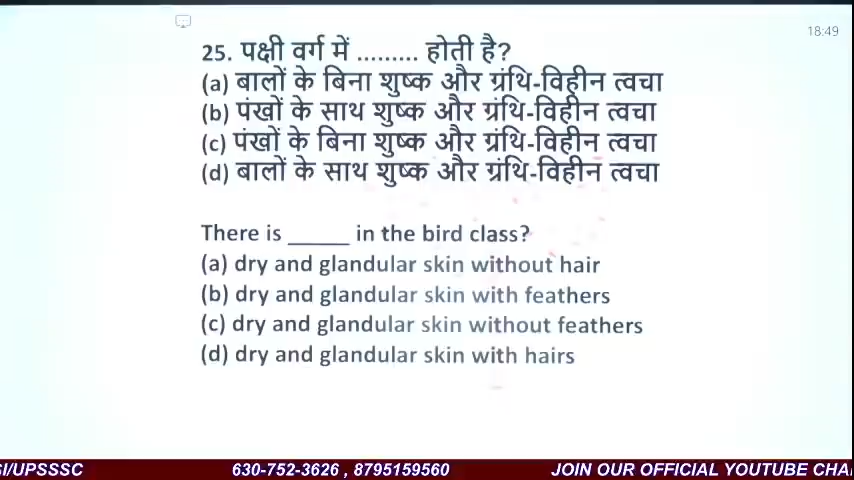 18:49
25. पक्षी वर्ग में ......... होती है?
(a) बालों के बिना शुष्क और ग्रंथि-विहीन त्वचा
(b) पंखों के साथ शुष्क और ग्रंथि-विहीन त्वचा
(c) पंखों के बिना शुष्क और ग्रंथि-विहीन त्वचा
(d) बालों के साथ शुष्क और ग्रंथि-विहीन त्वचा
There is _____ in the bird class?
(a) dry and glandular skin without hair
(b) dry and glandular skin with feathers
(c) dry and glandular skin without feathers
(d) dry and glandular skin with hairs
SI/UPSSSC 630-752-3626 , 8795159560 JOIN OUR OFFICIAL YOUTUBE CHA